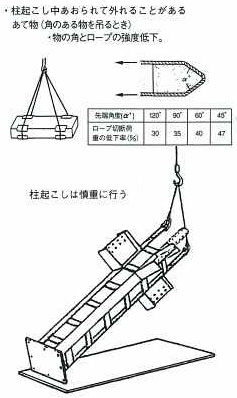 ・柱起こし中あおられて外れることがある
あて物（角のある物を吊るとき）
・物の角とロープの強度低下。
α°
先端角度(α°) 120° 90° 60° 45°
ロープ切断荷重の低下率(%) 30 35 40 47
柱起こしは慎重に行う